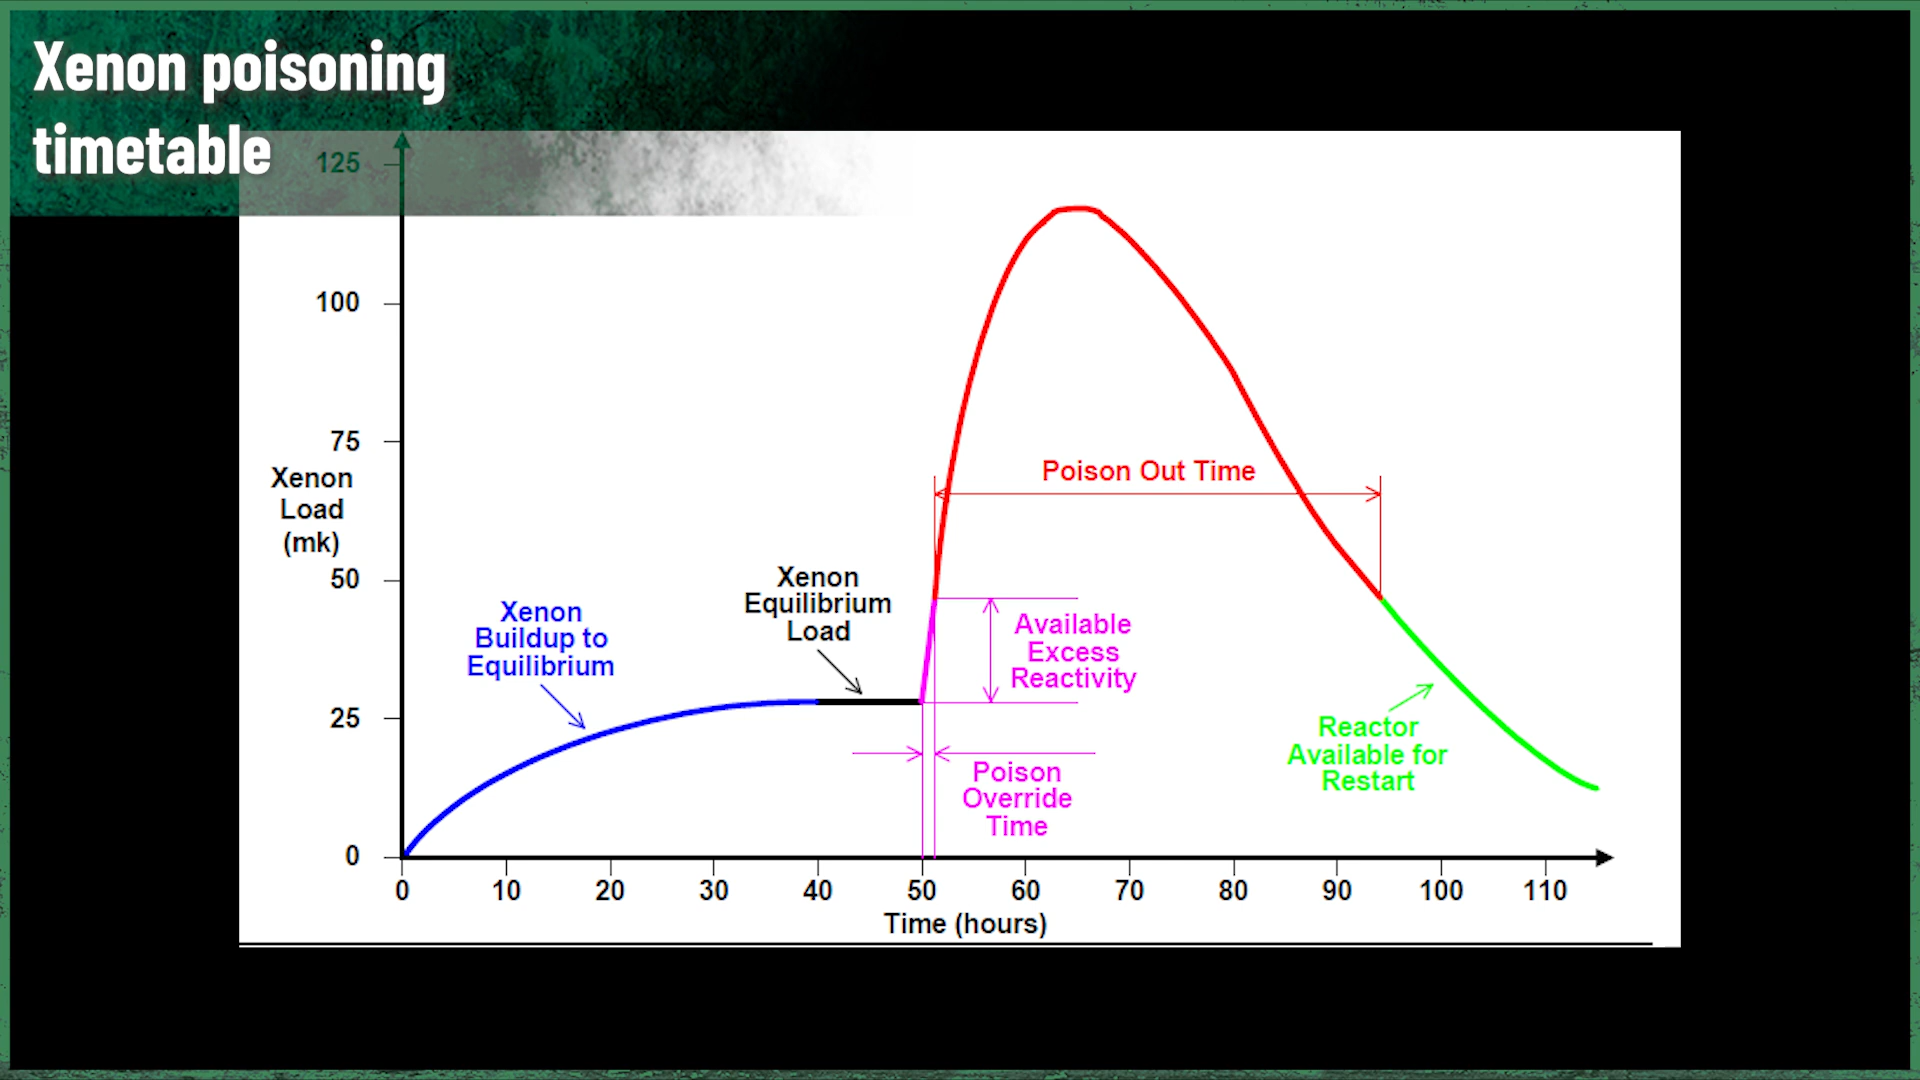 Xenon poisoning
timetable
125
100
75
Xenon
Load
(mk)
50
25
0
Xenon
Buildup to
Equilibrium
Xenon
Equilibrium
Load
Poison Out Time
Available
Excess
Reactivity
Poison
Override
Time
Reactor
Available for
Restart
0 10 20 30 40 50 60 70 80 90 100 110
Time (hours)